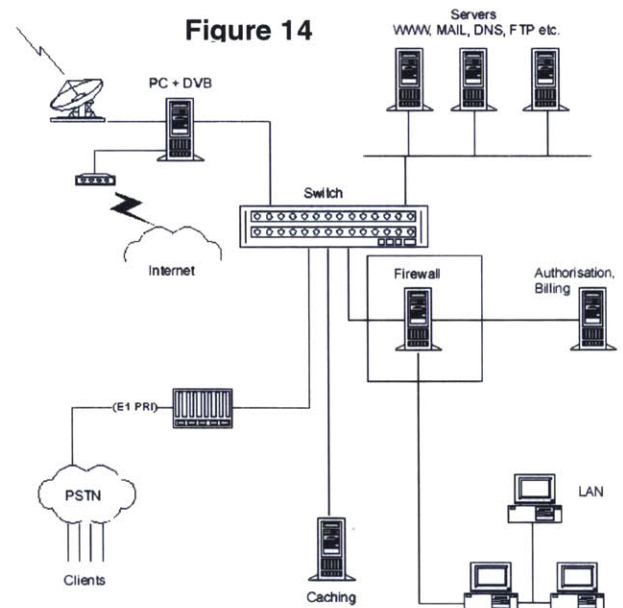 Figure 14
Servers
WWW, MAIL, DNS, FTP etc.
PC + DVB
Switch
Internet
Firewall
Authorisation,
Billing
(E1 PRI)
PSTN
LAN
Clients
Caching